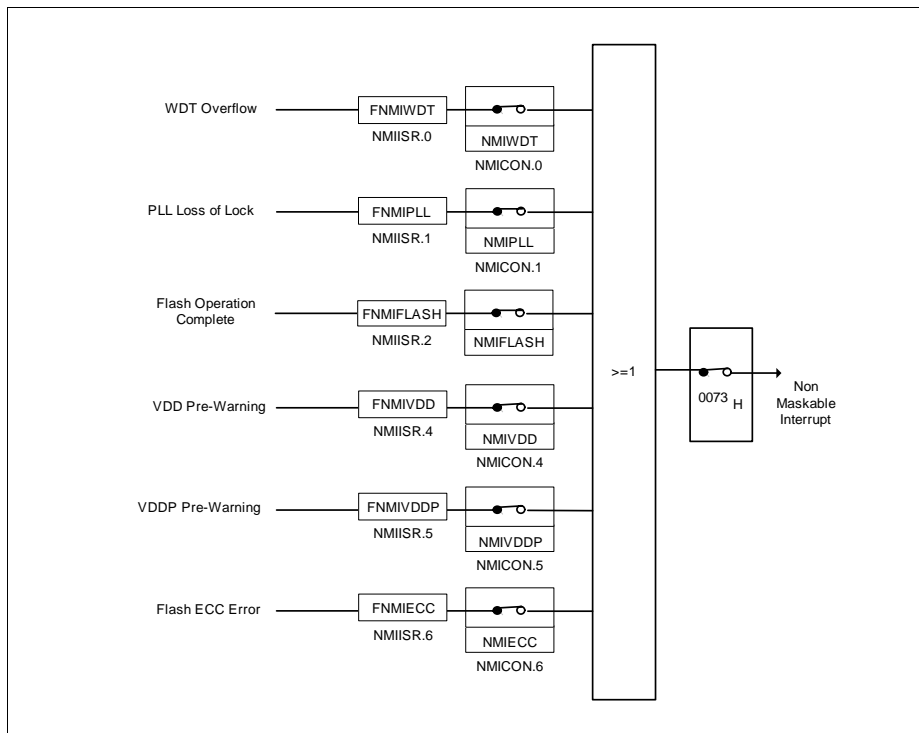 WDT Overflow
FNMIWDT
NMIISR.0
NMIWDT
NMICON.0
PLL Loss of Lock
FNMIPLL
NMIISR.1
NMIPLL
NMICON.1
Flash Operation
Complete
FNMIFLASH
NMIISR.2
NMIFLASH
VDD Pre-Warning
FNMIVDD
NMIISR.4
NMIVDD
NMICON.4
VDDP Pre-Warning
FNMIVDDP
NMIISR.5
NMIVDDP
NMICON.5
Flash ECC Error
FNMIECC
NMIISR.6
NMIECC
NMICON.6
>=1
0073 H
Non
Maskable
Interrupt